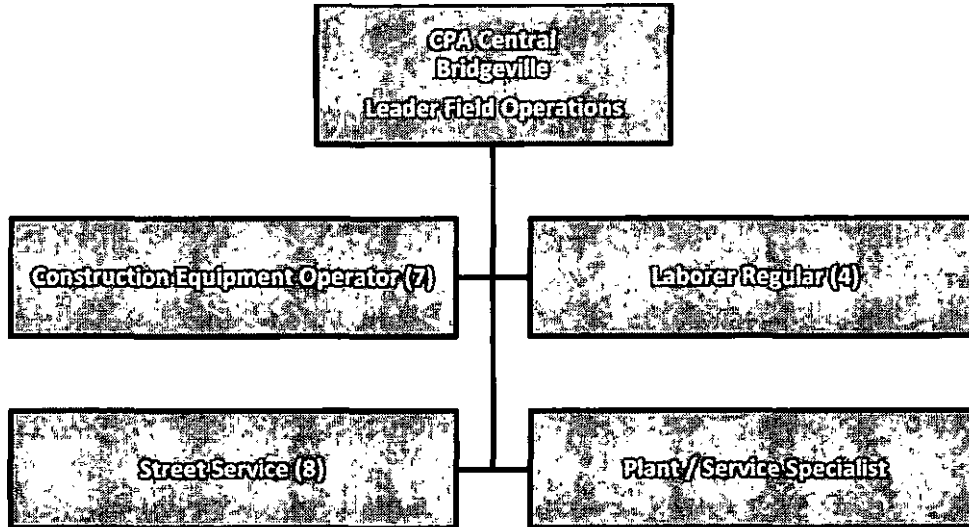 CPA Central
Bridgeville
Leader Field Operations
Construction Equipment Operator (7)
Laborer Regular (4)
Street Service (8)
Plant / Service Specialist